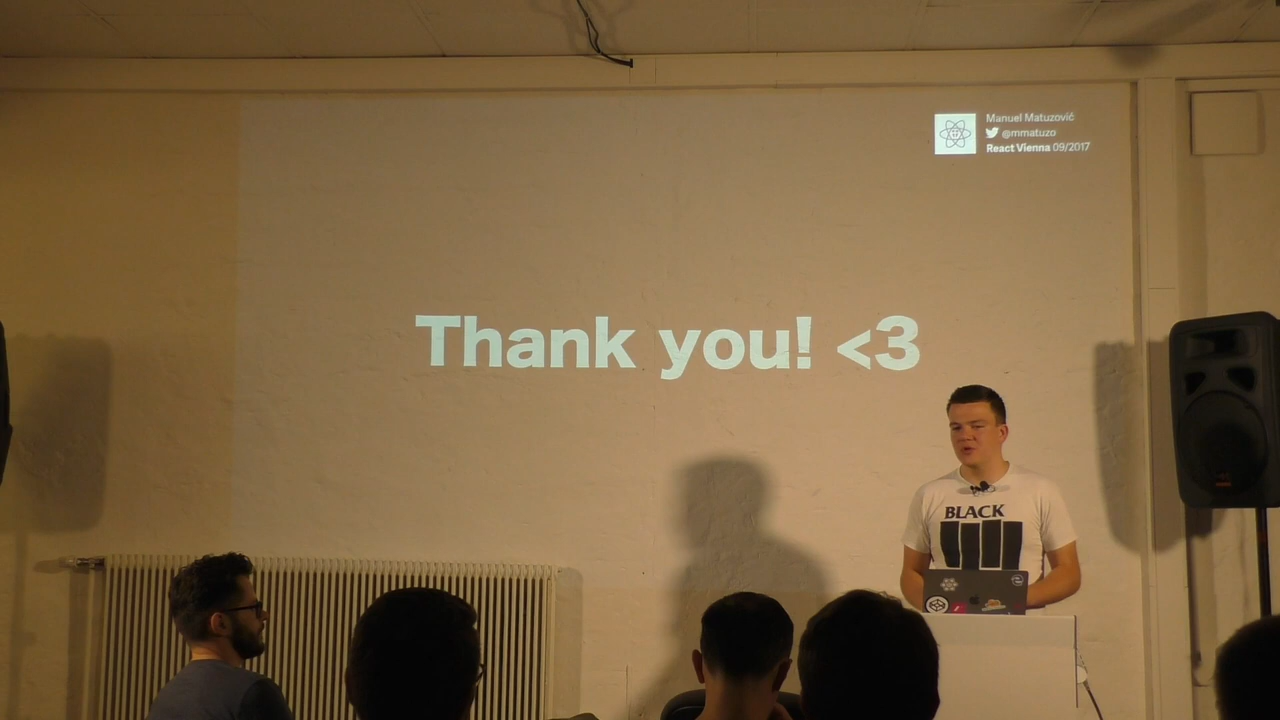 Manuel Matuzović
@mmatuzo
React Vienna 09/2017
Thank you! <3
BLACK